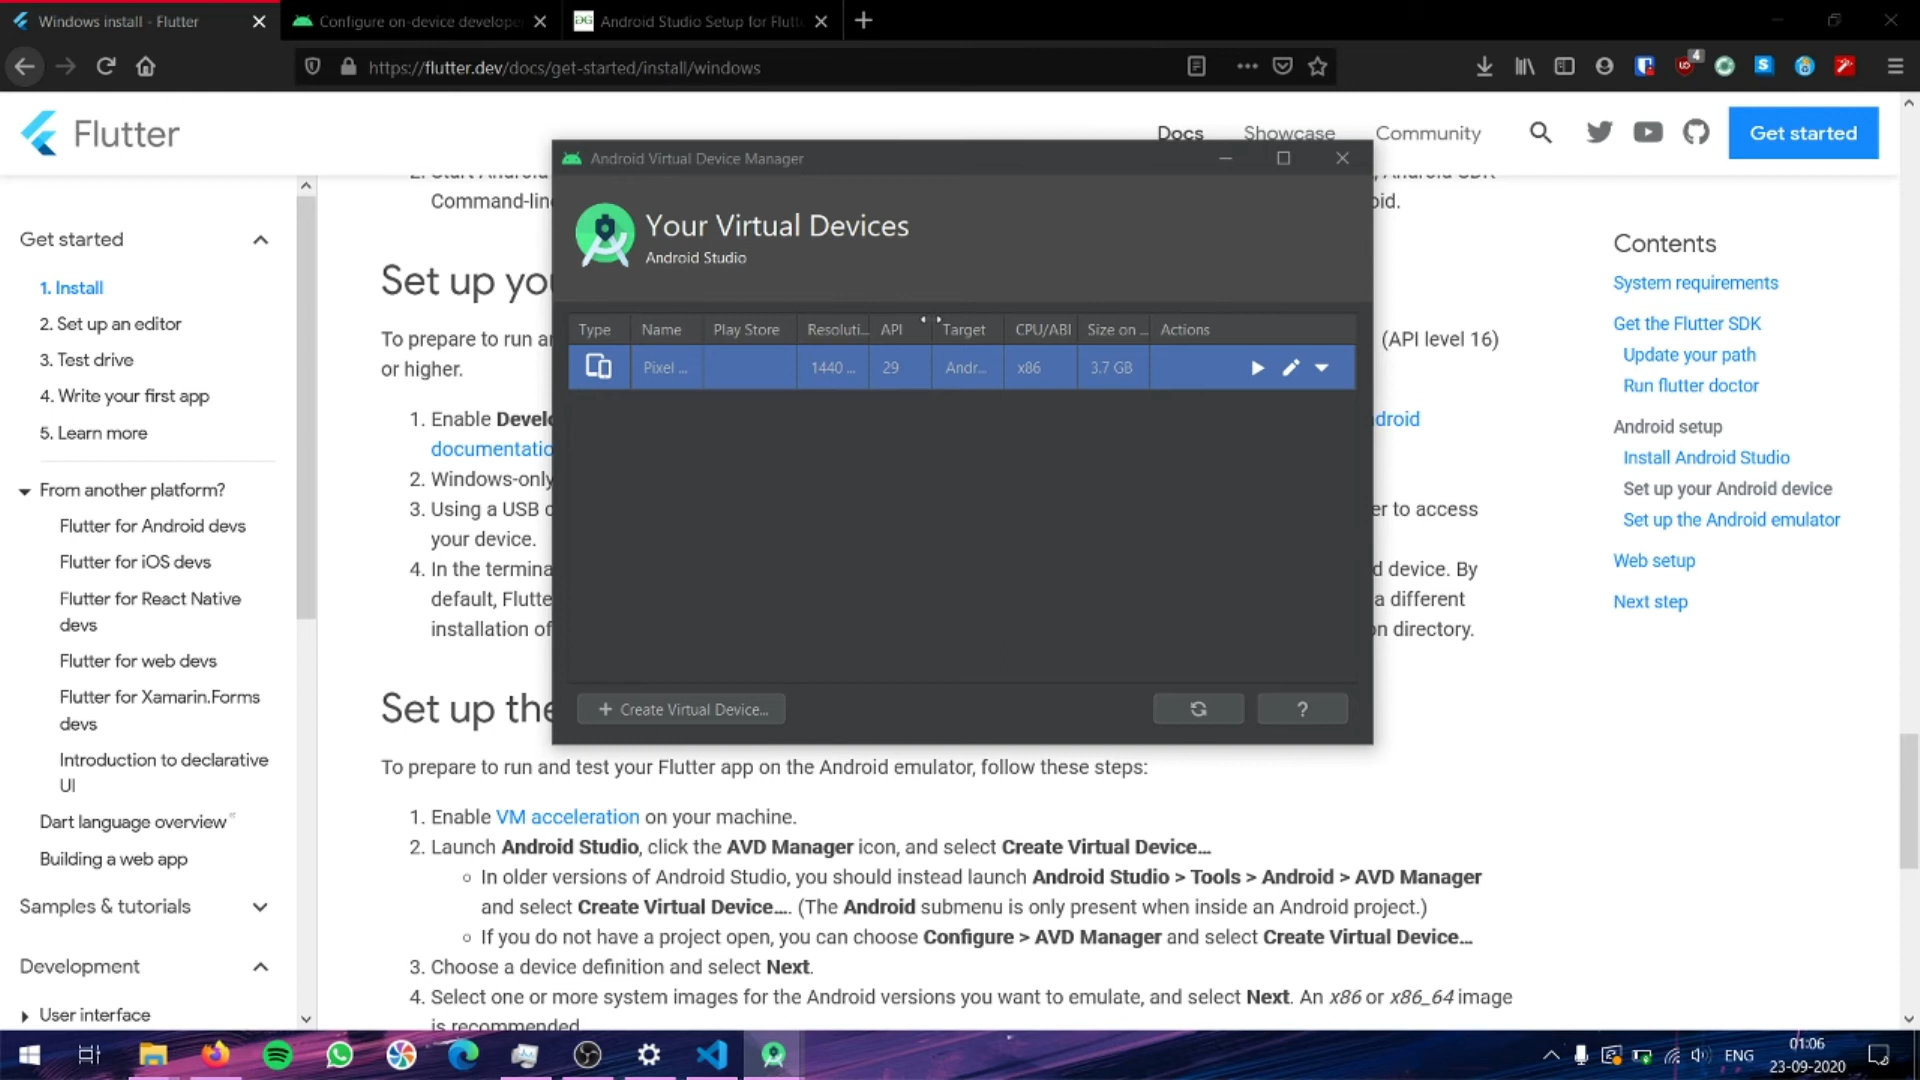 Windows install - Flutter
Configure on-device develope
Android Studio Setup for Flutt
https://flutter.dev/docs/get-started/install/windows
4
Flutter
Docs
Showcase
Community
Get started
Get started
1. Install
2. Set up an editor
3. Test drive
4. Write your first app
5. Learn more
From another platform?
Flutter for Android devs
Flutter for iOS devs
Flutter for React Native
devs
Flutter for web devs
Flutter for Xamarin.Forms
devs
Introduction to declarative
UI
Dart language overview
Building a web app
Samples & tutorials
Development
User interface
Command-lin
oid.
Set up you
To prepare to run an
(API level 16)
or higher.
1. Enable Develo
droid
documentatio
2. Windows-only
3. Using a USB c
er to access
your device.
4. In the termina
d device. By
default, Flutte
a different
installation of
on directory.
Set up the
To prepare to run and test your Flutter app on the Android emulator, follow these steps:
1. Enable VM acceleration on your machine.
2. Launch Android Studio, click the AVD Manager icon, and select Create Virtual Device...
In older versions of Android Studio, you should instead launch Android Studio > Tools > Android > AVD Manager
and select Create Virtual Device.... (The Android submenu is only present when inside an Android project.)
If you do not have a project open, you can choose Configure > AVD Manager and select Create Virtual Device...
3. Choose a device definition and select Next.
4. Select one or more system images for the Android versions you want to emulate, and select Next. An x86 or x86_64 image
is recommended
Android Virtual Device Manager
Your Virtual Devices
Android Studio
Type Name Play Store Resoluti... API Target CPU/ABI Size on ... Actions
Pixel ... 1440 ... 29 Andr... x86 3.7 GB
+ Create Virtual Device...
?
Contents
System requirements
Get the Flutter SDK
Update your path
Run flutter doctor
Android setup
Install Android Studio
Set up your Android device
Set up the Android emulator
Web setup
Next step
ENG
01:06
23-09-2020